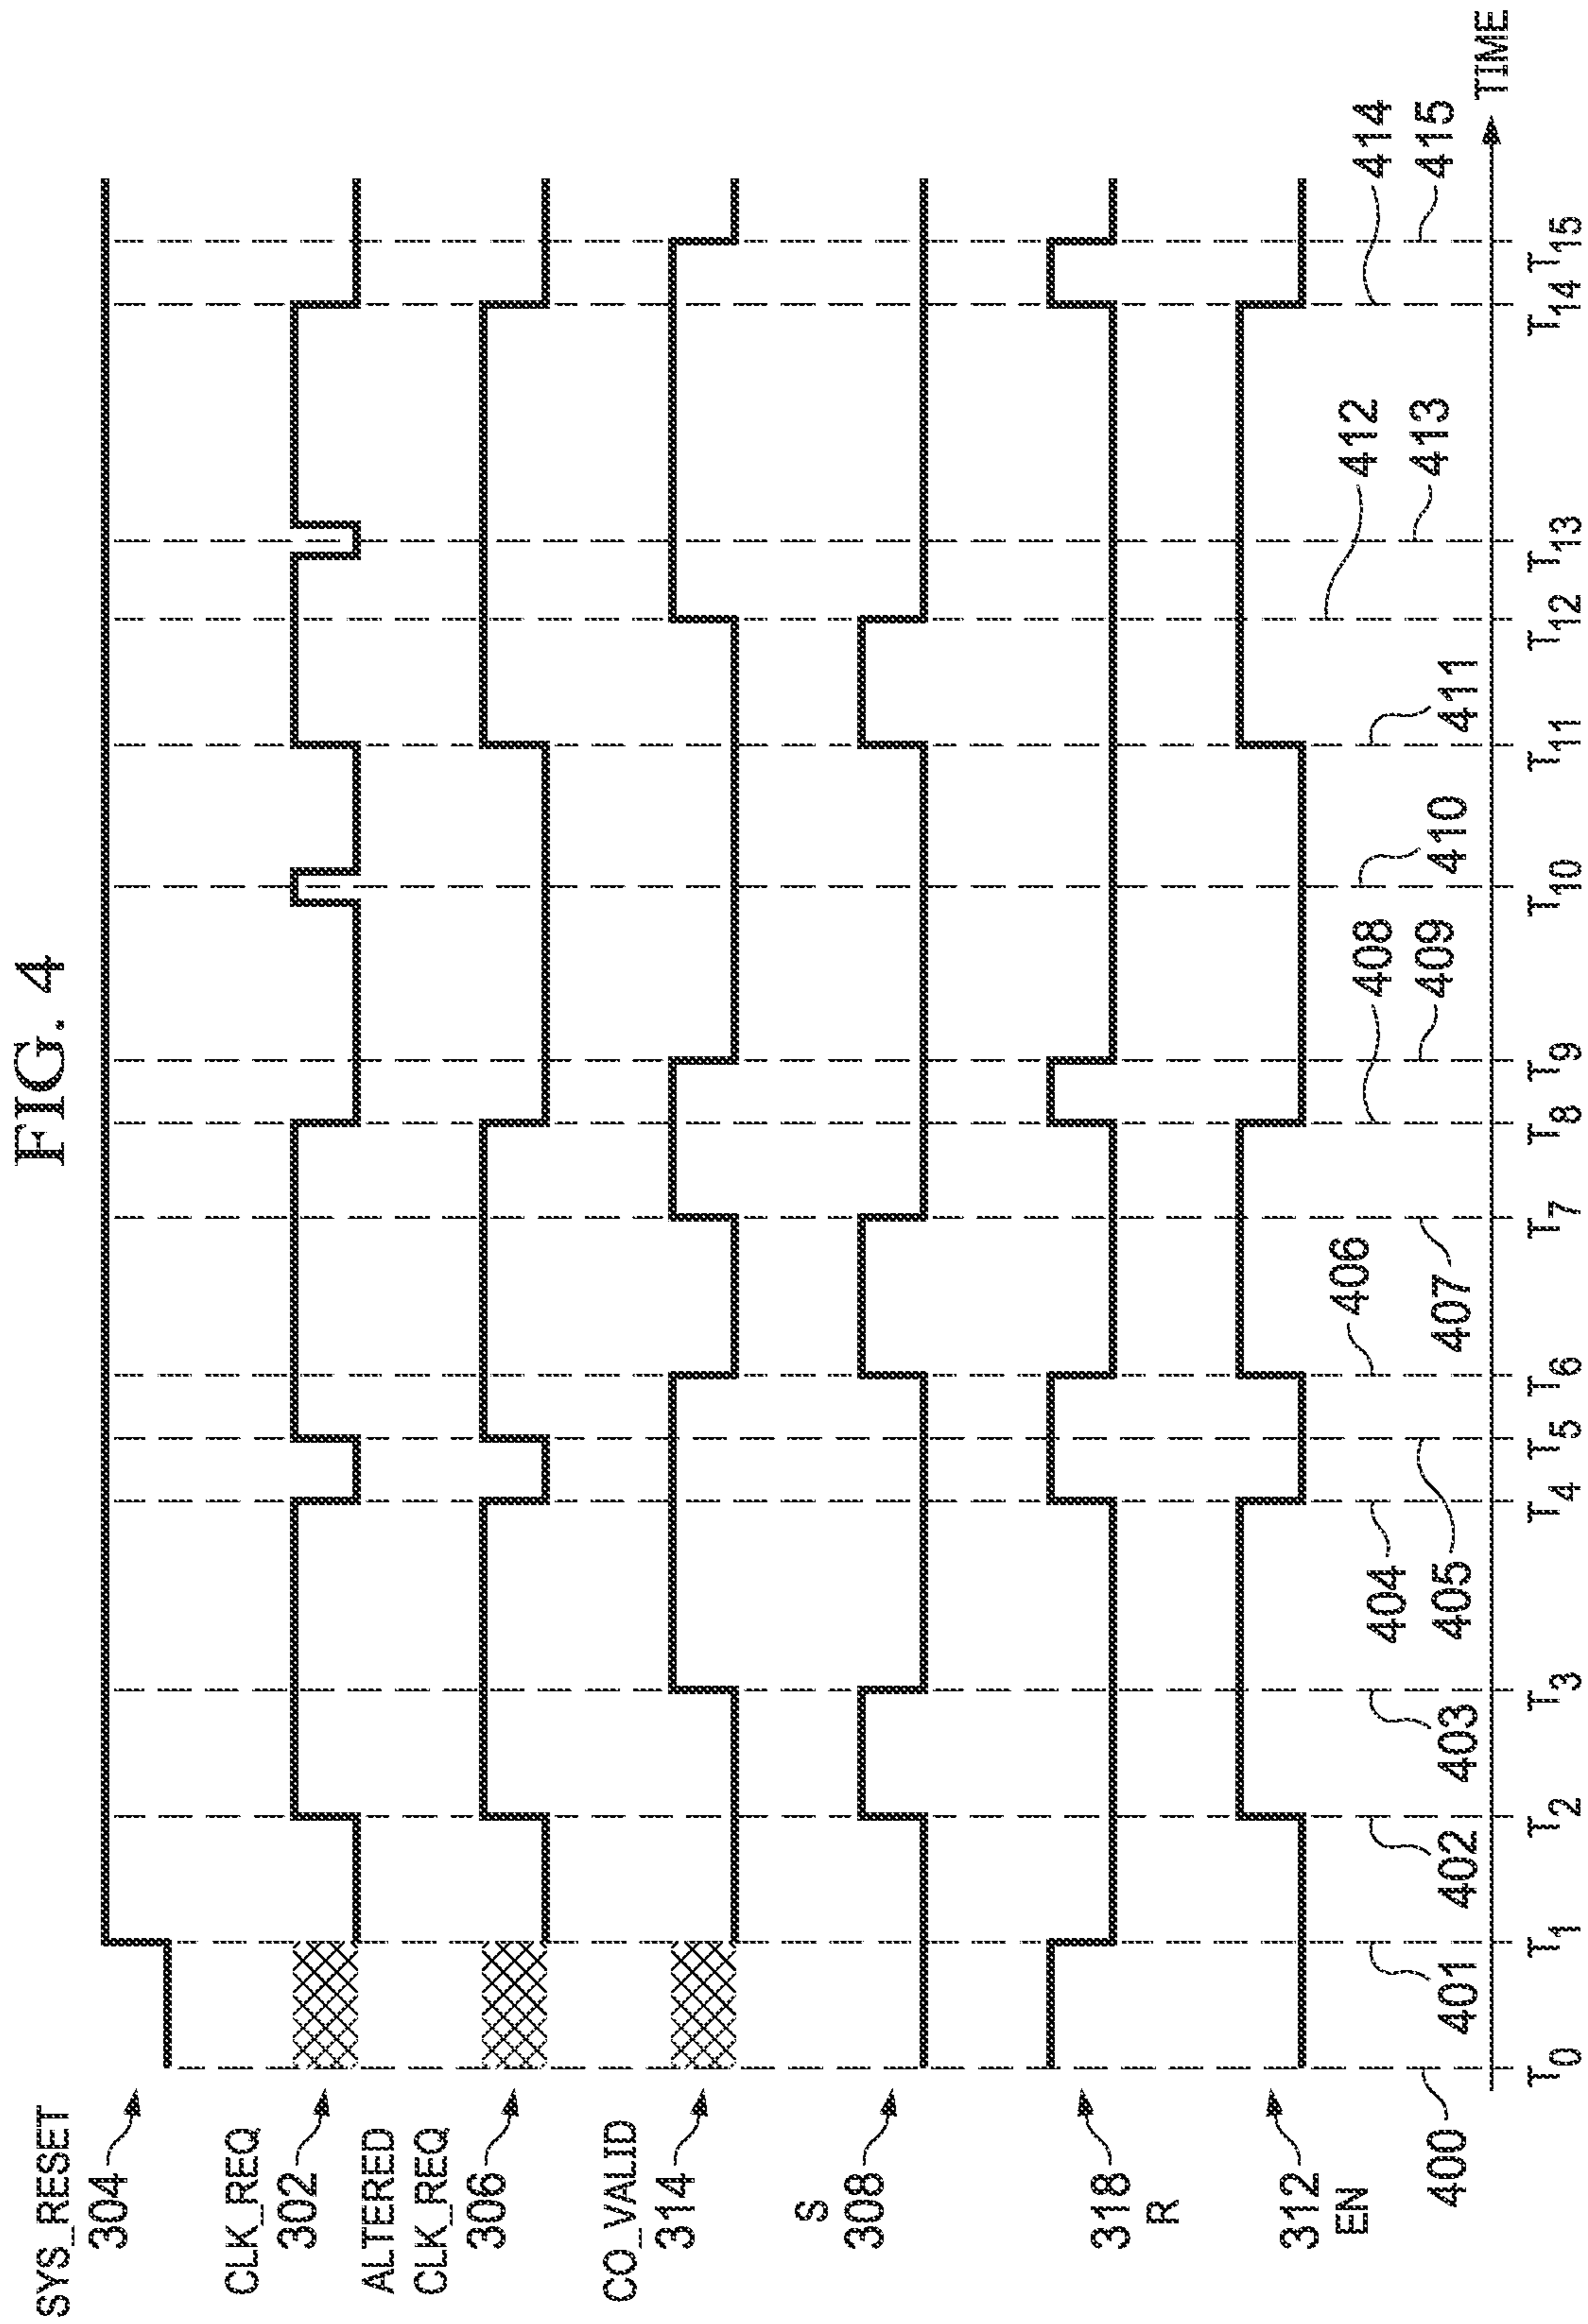 FIG. 4
SYS_RESET
304
CLK_REQ
302
ALTERED
CLK_REQ
306
CO_VALID
314
S
308
318
R
312
EN
400
401
402
403
404
405
406
407
408
409
410
411
412
413
414
415
TIME
T0 T1 T2 T3 T4 T5 T6 T7 T8 T9 T10 T11 T12 T13 T14 T15